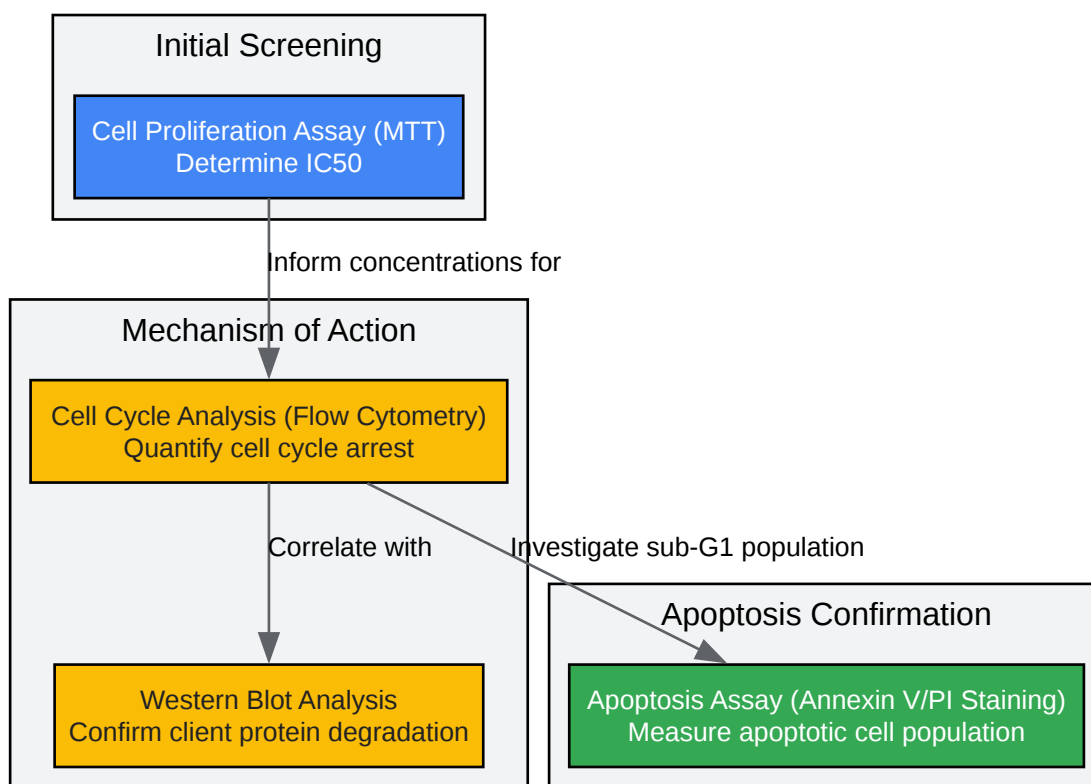 Initial Screening
Cell Proliferation Assay (MTT)
Determine IC50
Inform concentrations for
Mechanism of Action
Cell Cycle Analysis (Flow Cytometry)
Quantify cell cycle arrest
Correlate with
Investigate sub-G1 population
Apoptosis Confirmation
Western Blot Analysis
Confirm client protein degradation
Apoptosis Assay (Annexin V/PI Staining)
Measure apoptotic cell population